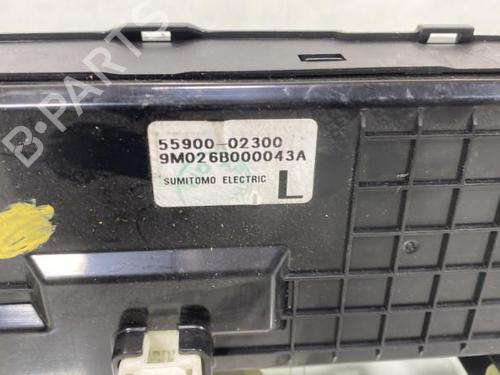 B-PARTS
55900-02300
9M026B000043A
SUMITOMO ELECTRIC
L